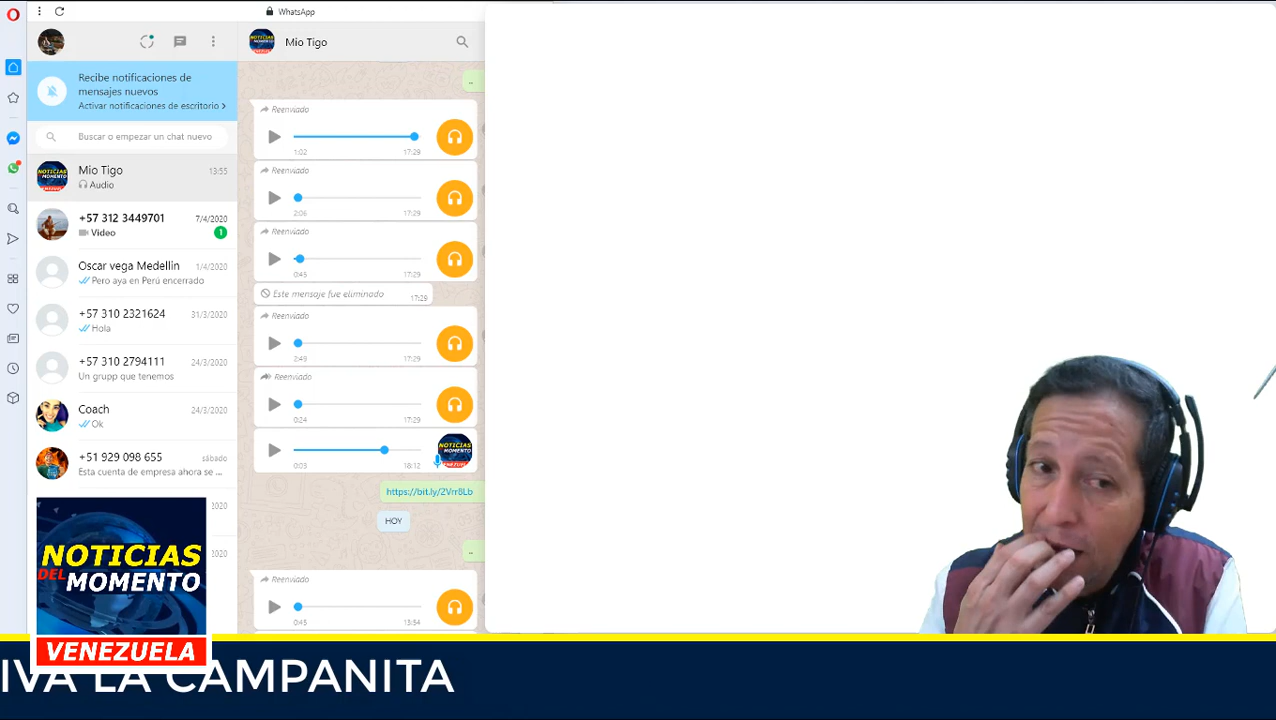 WhatsApp
Recibe notificaciones de
mensajes nuevos
Activar notificaciones de escritorio >
Buscar o empezar un chat nuevo
Mio Tigo
13:55
Audio
+57 312 3449701
7/4/2020
Video
1
Oscar vega Medellín
1/4/2020
Pero aya en Perú encerrado
+57 310 2321624
31/3/2020
Hola
+57 310 2794111
24/3/2020
Un grupp que tenemos
Coach
24/3/2020
Ok
+51 929 098 655
sábado
Esta cuenta de empresa ahora se ...
2020
2020
Mio Tigo
..
Reenviado
1:02
17:29
Reenviado
2:06
17:29
Reenviado
0:45
17:29
Este mensaje fue eliminado
17:29
Reenviado
2:49
17:29
Reenviado
0:24
17:29
0:03
18:12
NOTICIAS
MOMENTO
VENEZUELA
https://bit.ly/2Vrr8Lb
HOY
..
Reenviado
0:45
13:54
NOTICIAS
DEL MOMENTO
VENEZUELA
IVA LA CAMPANITA